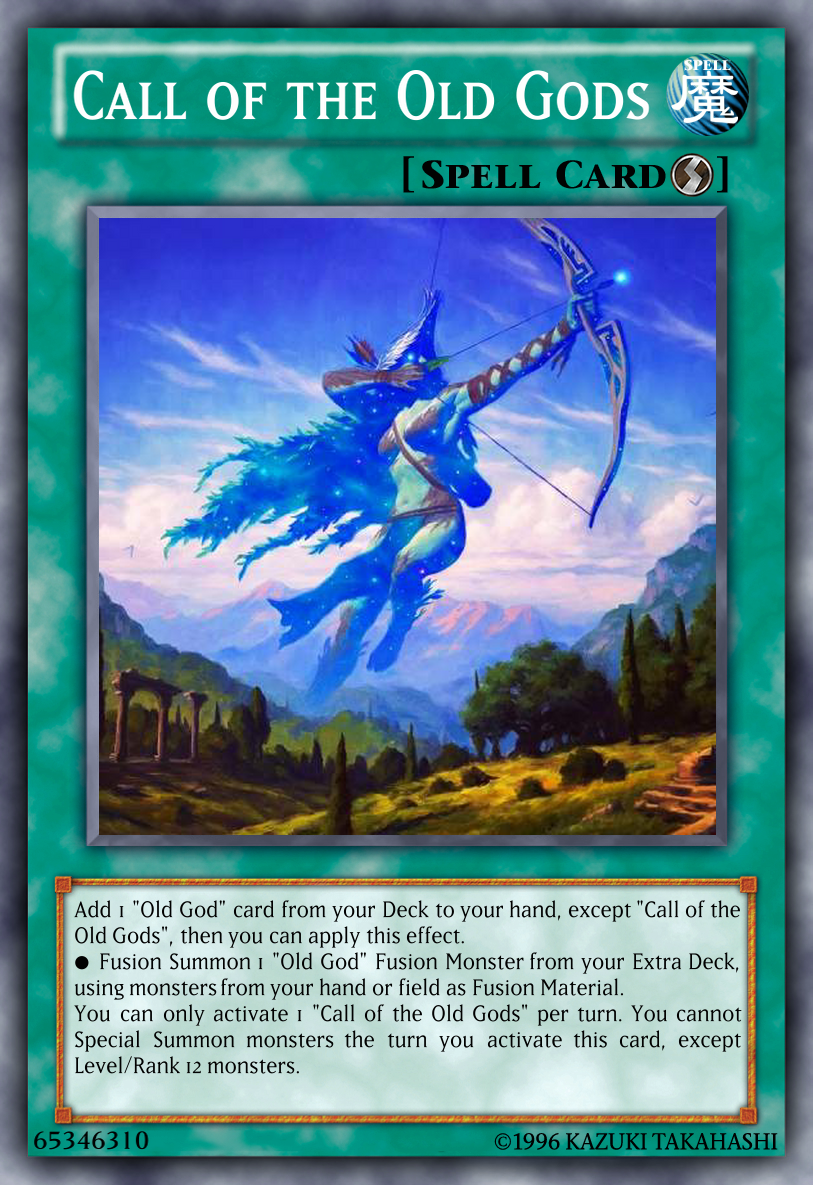 Call of the Old Gods
SPELL
魔
[Spell Card]
Add 1 "Old God" card from your Deck to your hand, except "Call of the
Old Gods", then you can apply this effect.
● Fusion Summon 1 "Old God" Fusion Monster from your Extra Deck,
using monsters from your hand or field as Fusion Material.
You can only activate 1 "Call of the Old Gods" per turn. You cannot
Special Summon monsters the turn you activate this card, except
Level/Rank 12 monsters.
65346310
©1996 KAZUKI TAKAHASHI